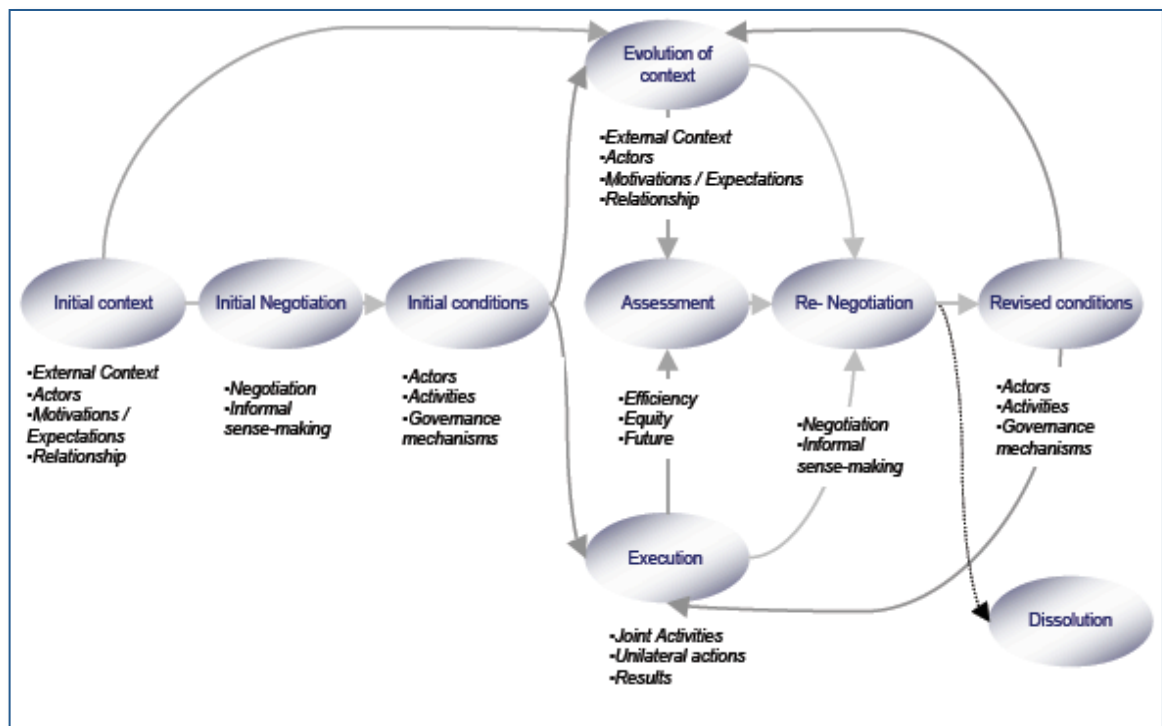 Evolution of
context
▪External Context
▪Actors
▪Motivations / Expectations
▪Relationship
Initial context
Initial Negotiation
Initial conditions
Assessment
Re- Negotiation
Revised conditions
▪External Context
▪Actors
▪Motivations /
Expectations
▪Relationship
▪Negotiation
▪Informal
sense-making
▪Actors
▪Activities
▪Governance
mechanisms
▪Efficiency
▪Equity
▪Future
▪Negotiation
▪Informal
sense-making
▪Actors
▪Activities
▪Governance
mechanisms
Execution
▪Joint Activities
▪Unilateral actions
▪Results
Dissolution